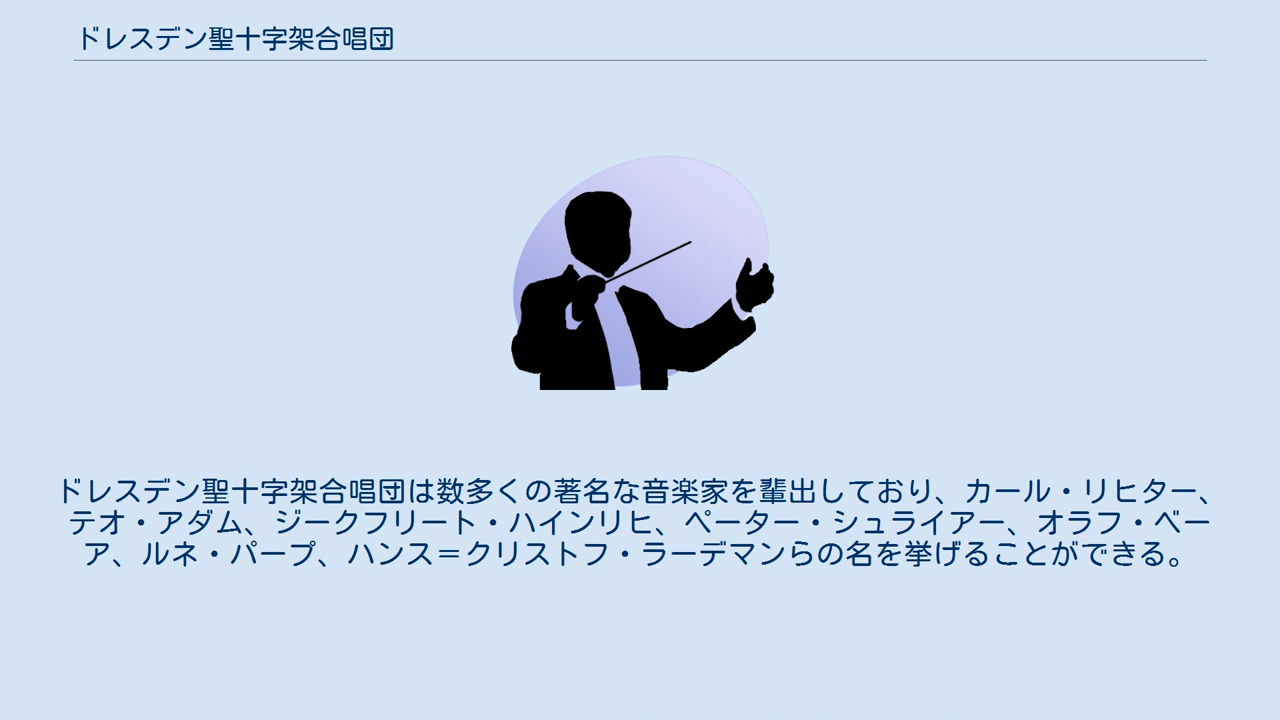 ドレスデン聖十字架合唱団
ドレスデン聖十字架合唱団は数多くの著名な音楽家を輩出しており、カール・リヒター、
テオ・アダム、ジークフリート・ハインリヒ、ペーター・シュライアー、オラフ・ベー
ア、ルネ・パープ、ハンス＝クリストフ・ラーデマンらの名を挙げることができる。